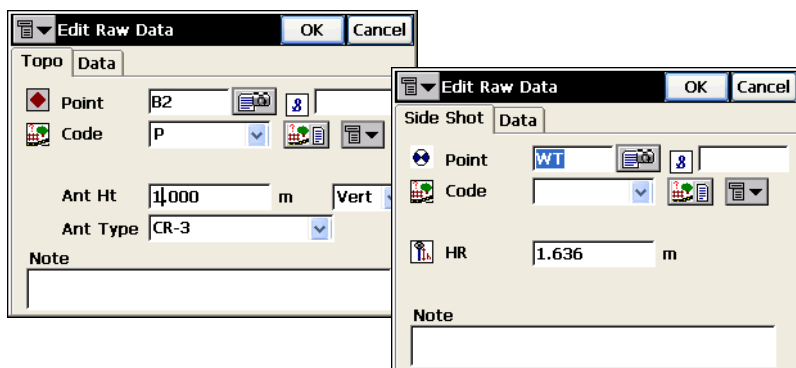 Edit Raw Data OK Cancel
Topo Data
Point B2
Code P
Ant Ht 1.000 m Vert
Ant Type CR-3
Note
Edit Raw Data OK Cancel
Side Shot Data
Point WT
Code
HR 1.636 m
Note